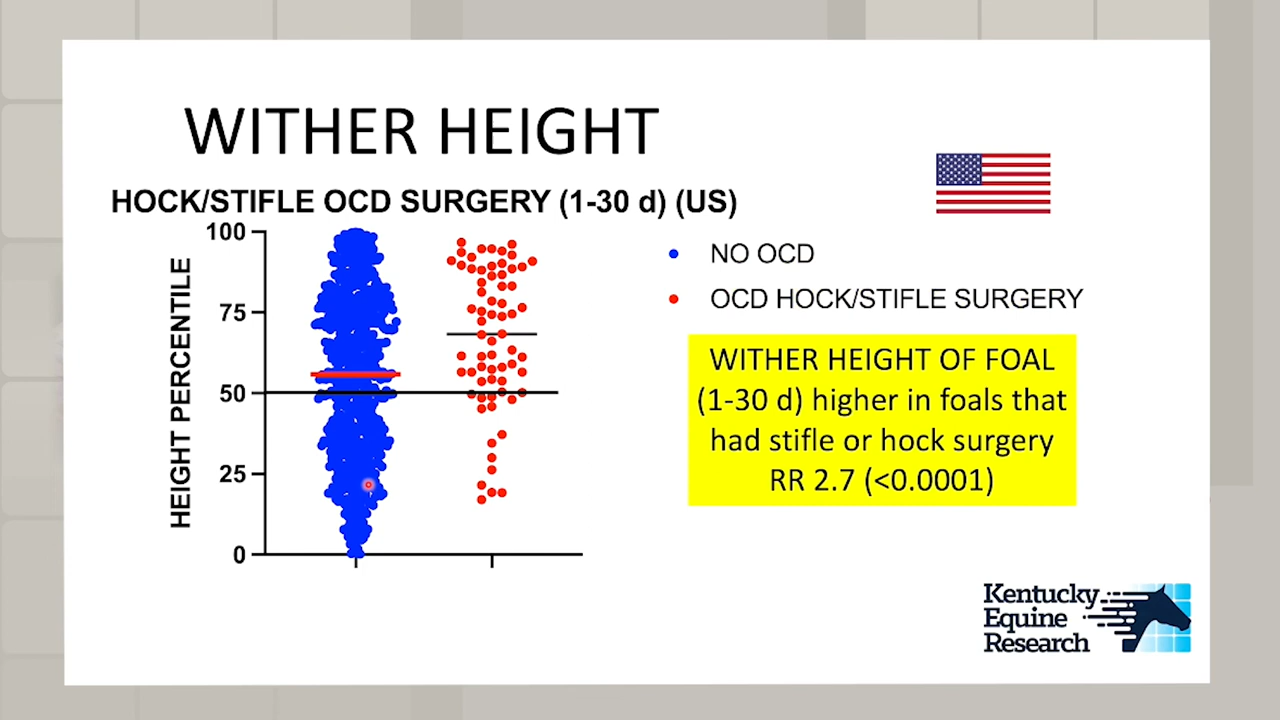 WITHER HEIGHT
HOCK/STIFLE OCD SURGERY (1-30 d) (US)
HEIGHT PERCENTILE
100
75
50
25
0
NO OCD
OCD HOCK/STIFLE SURGERY
WITHER HEIGHT OF FOAL
(1-30 d) higher in foals that
had stifle or hock surgery
RR 2.7 (<0.0001)
Kentucky
Equine
Research